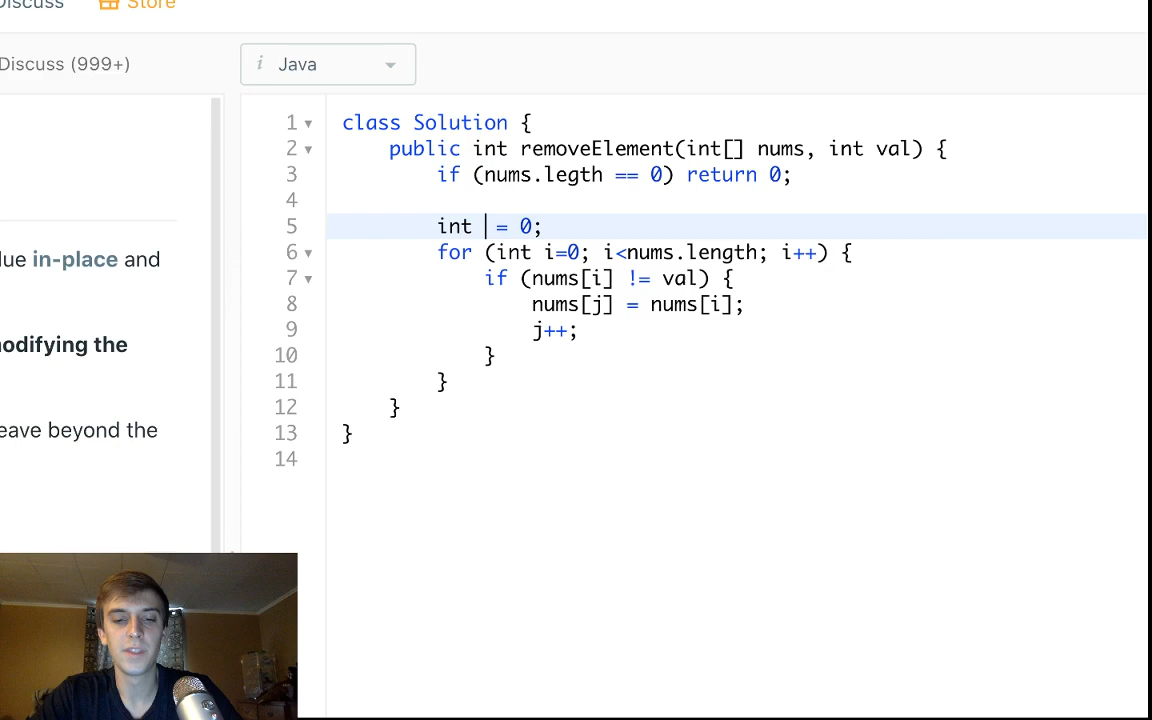 Discuss Store
Discuss (999+)
i Java
lue in-place and
modifying the
eave beyond the
1 class Solution {
2 public int removeElement(int[] nums, int val) {
3 if (nums.legth == 0) return 0;
4
5 int = 0;
6 for (int i=0; i<nums.length; i++) {
7 if (nums[i] != val) {
8 nums[j] = nums[i];
9 j++;
10 }
11 }
12 }
13 }
14